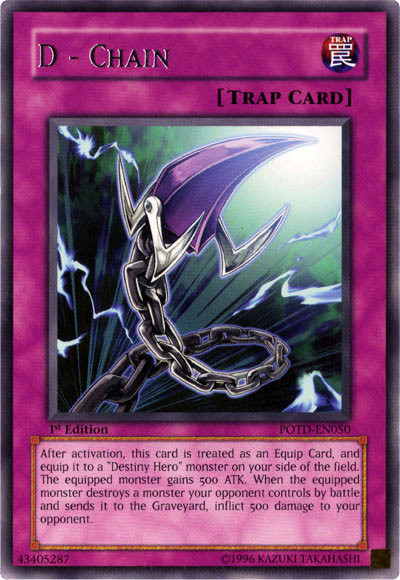 D - Chain
TRAP
罠
[Trap Card]
1st Edition
POTD-EN050
After activation, this card is treated as an Equip Card, and
equip it to a "Destiny Hero" monster on your side of the field.
The equipped monster gains 500 ATK. When the equipped
monster destroys a monster your opponent controls by battle
and sends it to the Graveyard, inflict 500 damage to your
opponent.
43405287
©1996 KAZUKI TAKAHASHI